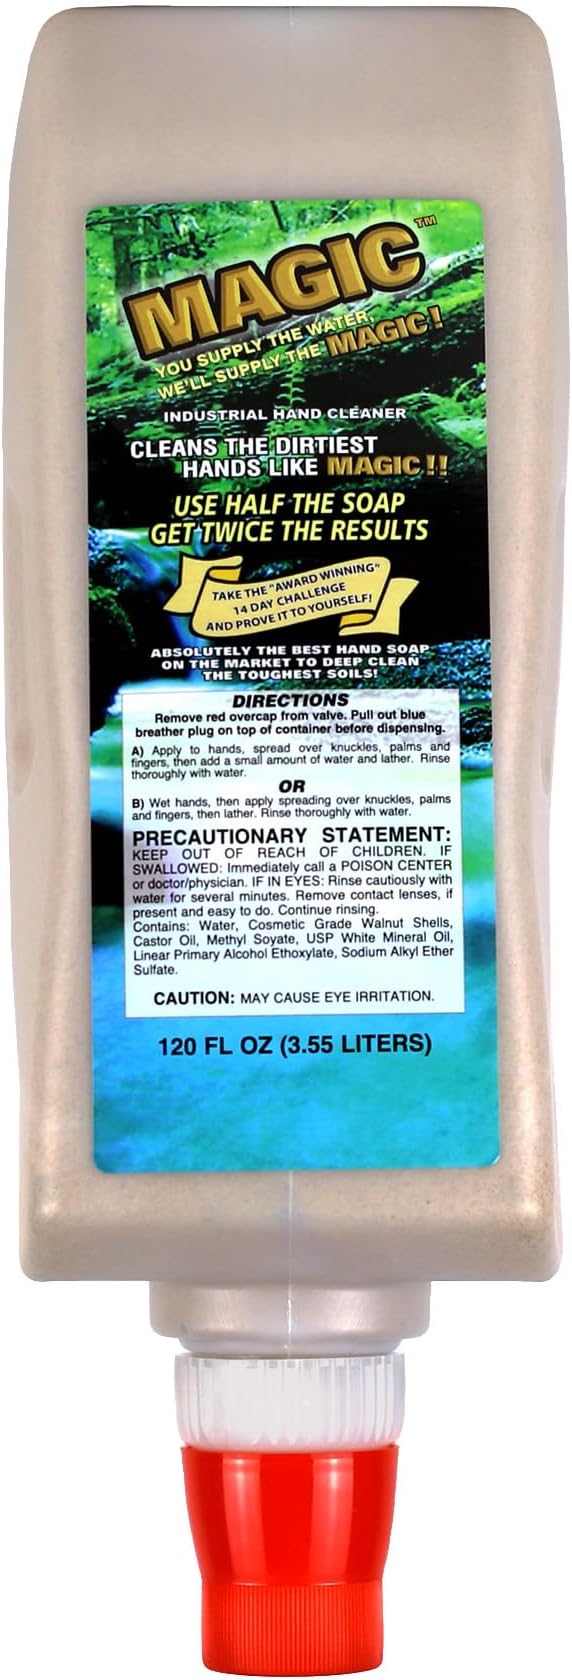 MAGIC™
YOU SUPPLY THE WATER,
WE'LL SUPPLY THE MAGIC!
INDUSTRIAL HAND CLEANER
CLEANS THE DIRTIEST
HANDS LIKE MAGIC!!
USE HALF THE SOAP
GET TWICE THE RESULTS
TAKE THE "AWARD WINNING"
14 DAY CHALLENGE
AND PROVE IT TO YOURSELF!
ABSOLUTELY THE BEST HAND SOAP
ON THE MARKET TO DEEP CLEAN
THE TOUGHEST SOILS!
DIRECTIONS
Remove red overcap from valve. Pull out blue
breather plug on top of container before dispensing.
A) Apply to hands, spread over knuckles, palms and
fingers, then add a small amount of water and lather. Rinse
thoroughly with water.
OR
B) Wet hands, then apply spreading over knuckles, palms
and fingers, then lather. Rinse thoroughly with water.
PRECAUTIONARY STATEMENT:
KEEP OUT OF REACH OF CHILDREN. IF
SWALLOWED: Immediately call a POISON CENTER
or doctor/physician. IF IN EYES: Rinse cautiously with
water for several minutes. Remove contact lenses, if
present and easy to do. Continue rinsing.
Contains: Water, Cosmetic Grade Walnut Shells,
Castor Oil, Methyl Soyate, USP White Mineral Oil,
Linear Primary Alcohol Ethoxylate, Sodium Alkyl Ether
Sulfate.
CAUTION: MAY CAUSE EYE IRRITATION.
120 FL OZ (3.55 LITERS)